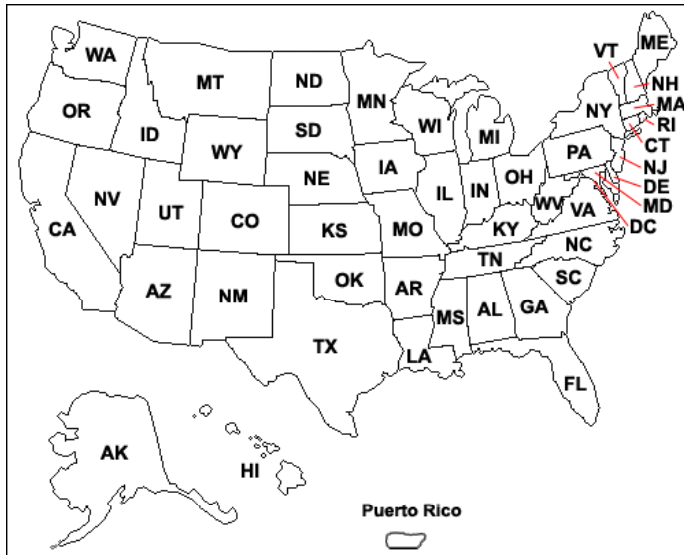 WA
MT
ND
MN
VT
ME
OR
ID
SD
WI
MI
NY
NH
MA
RI
CT
WY
NE
IA
PA
NJ
DE
MD
DC
NV
UT
CO
KS
MO
IL
IN
OH
WV
VA
KY
CA
AZ
NM
OK
AR
TN
NC
SC
TX
LA
MS
AL
GA
FL
AK
HI
Puerto Rico